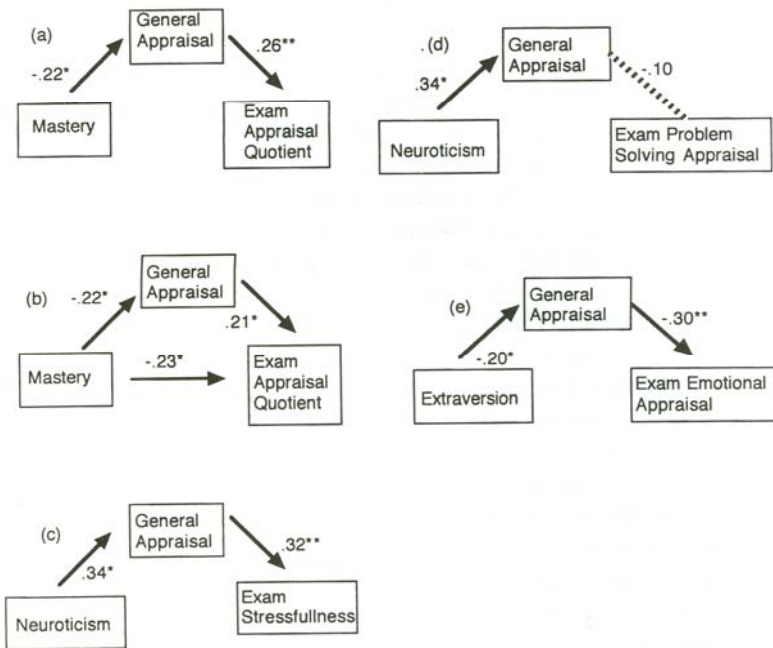 (a)
General
Appraisal
-.22*
.26**
Mastery
Exam
Appraisal
Quotient
(b)
General
Appraisal
-.22*
.21*
Mastery
-.23*
Exam
Appraisal
Quotient
(c)
General
Appraisal
.34*
.32**
Neuroticism
Exam
Stressfullness
.(d)
General
Appraisal
.34*
-.10
Neuroticism
Exam Problem
Solving Appraisal
(e)
General
Appraisal
-.20*
-.30**
Extraversion
Exam Emotional
Appraisal